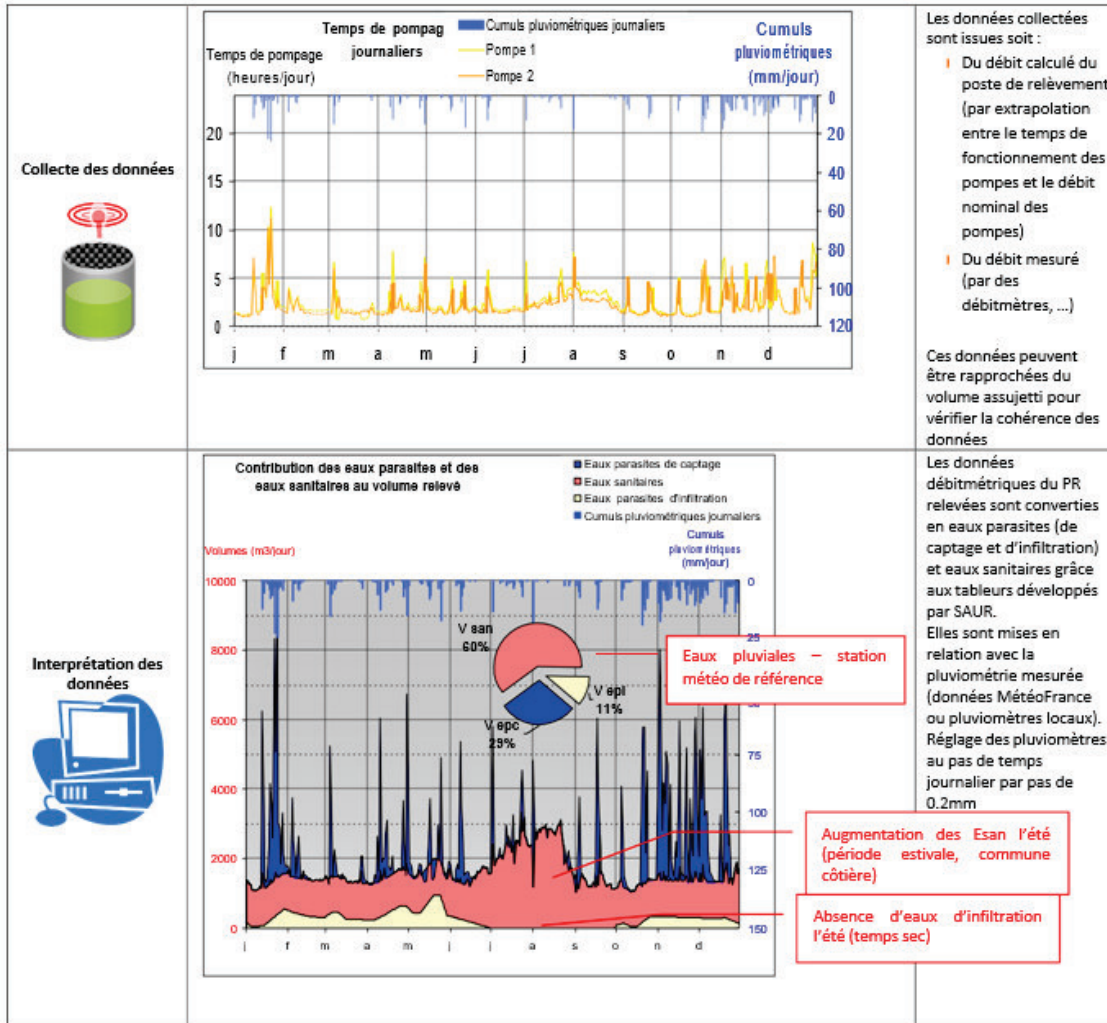 Collecte des données
Temps de pompag
journaliers
Cumuls pluviométriques journaliers
Pompe 1
Pompe 2
Temps de pompage
(heures/jour)
Cumuls
pluviométriques
(mm/jour)
20
15
10
5
0
0
20
40
60
80
100
120
j f m a m j j a s o n d
Les données collectées
sont issues soit :
Du débit calculé du
poste de relèvement
(par extrapolation
entre le temps de
fonctionnement des
pompes et le débit
nominal des
pompes)
Du débit mesuré
(par des
débitmètres, ...)
Ces données peuvent
être rapprochées du
volume assujetti pour
vérifier la cohérence des
données
Interprétation des
données
Contribution des eaux parasites et des
eaux sanitaires au volume relevé
Eaux parasites de captage
Eaux sanitaires
Eaux parasites d'infiltration
Cumuls pluviométriques journaliers
Volumes (m3/jour)
Cumuls
pluviométriques
(mm/jour)
10000
8000
6000
4000
2000
0
0
25
75
100
125
150
j f m a m j j a s o n d
V san
60%
V epi
11%
V epc
29%
Eaux pluviales – station
météo de référence
Augmentation des Esan l'été
(période estivale, commune
côtière)
Absence d'eaux d'infiltration
l'été (temps sec)
Les données
débitmétriques du PR
relevées sont converties
en eaux parasites (de
captage et d'infiltration)
et eaux sanitaires grâce
aux tableurs développés
par SAUR.
Elles sont mises en
relation avec la
pluviométrie mesurée
(données MétéoFrance
ou pluviomètres locaux).
Réglage des pluviomètres
au pas de temps
journalier par pas de
0.2mm